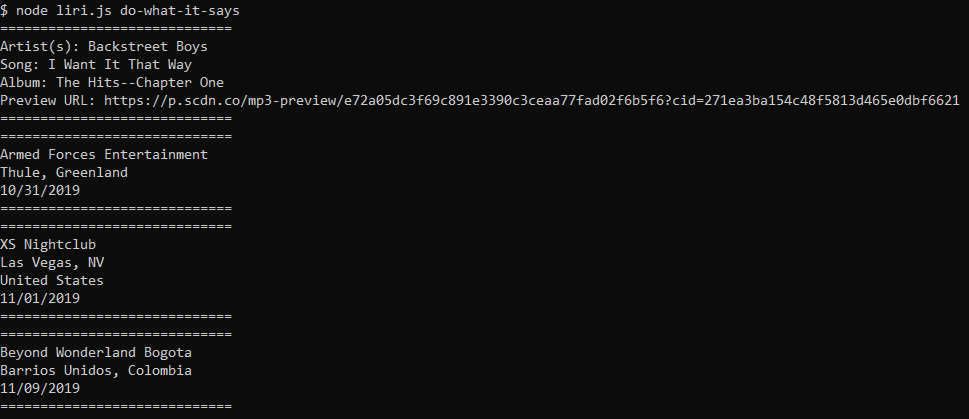 $ node liri.js do-what-it-says
=============================
Artist(s): Backstreet Boys
Song: I Want It That Way
Album: The Hits--Chapter One
Preview URL: https://p.scdn.co/mp3-preview/e72a05dc3f69c891e3390c3ceaa77fad02f6b5f6?cid=271ea3ba154c48f5813d465e0dbf6621
=============================
=============================
Armed Forces Entertainment
Thule, Greenland
10/31/2019
=============================
=============================
XS Nightclub
Las Vegas, NV
United States
11/01/2019
=============================
=============================
Beyond Wonderland Bogota
Barrios Unidos, Colombia
11/09/2019
=============================